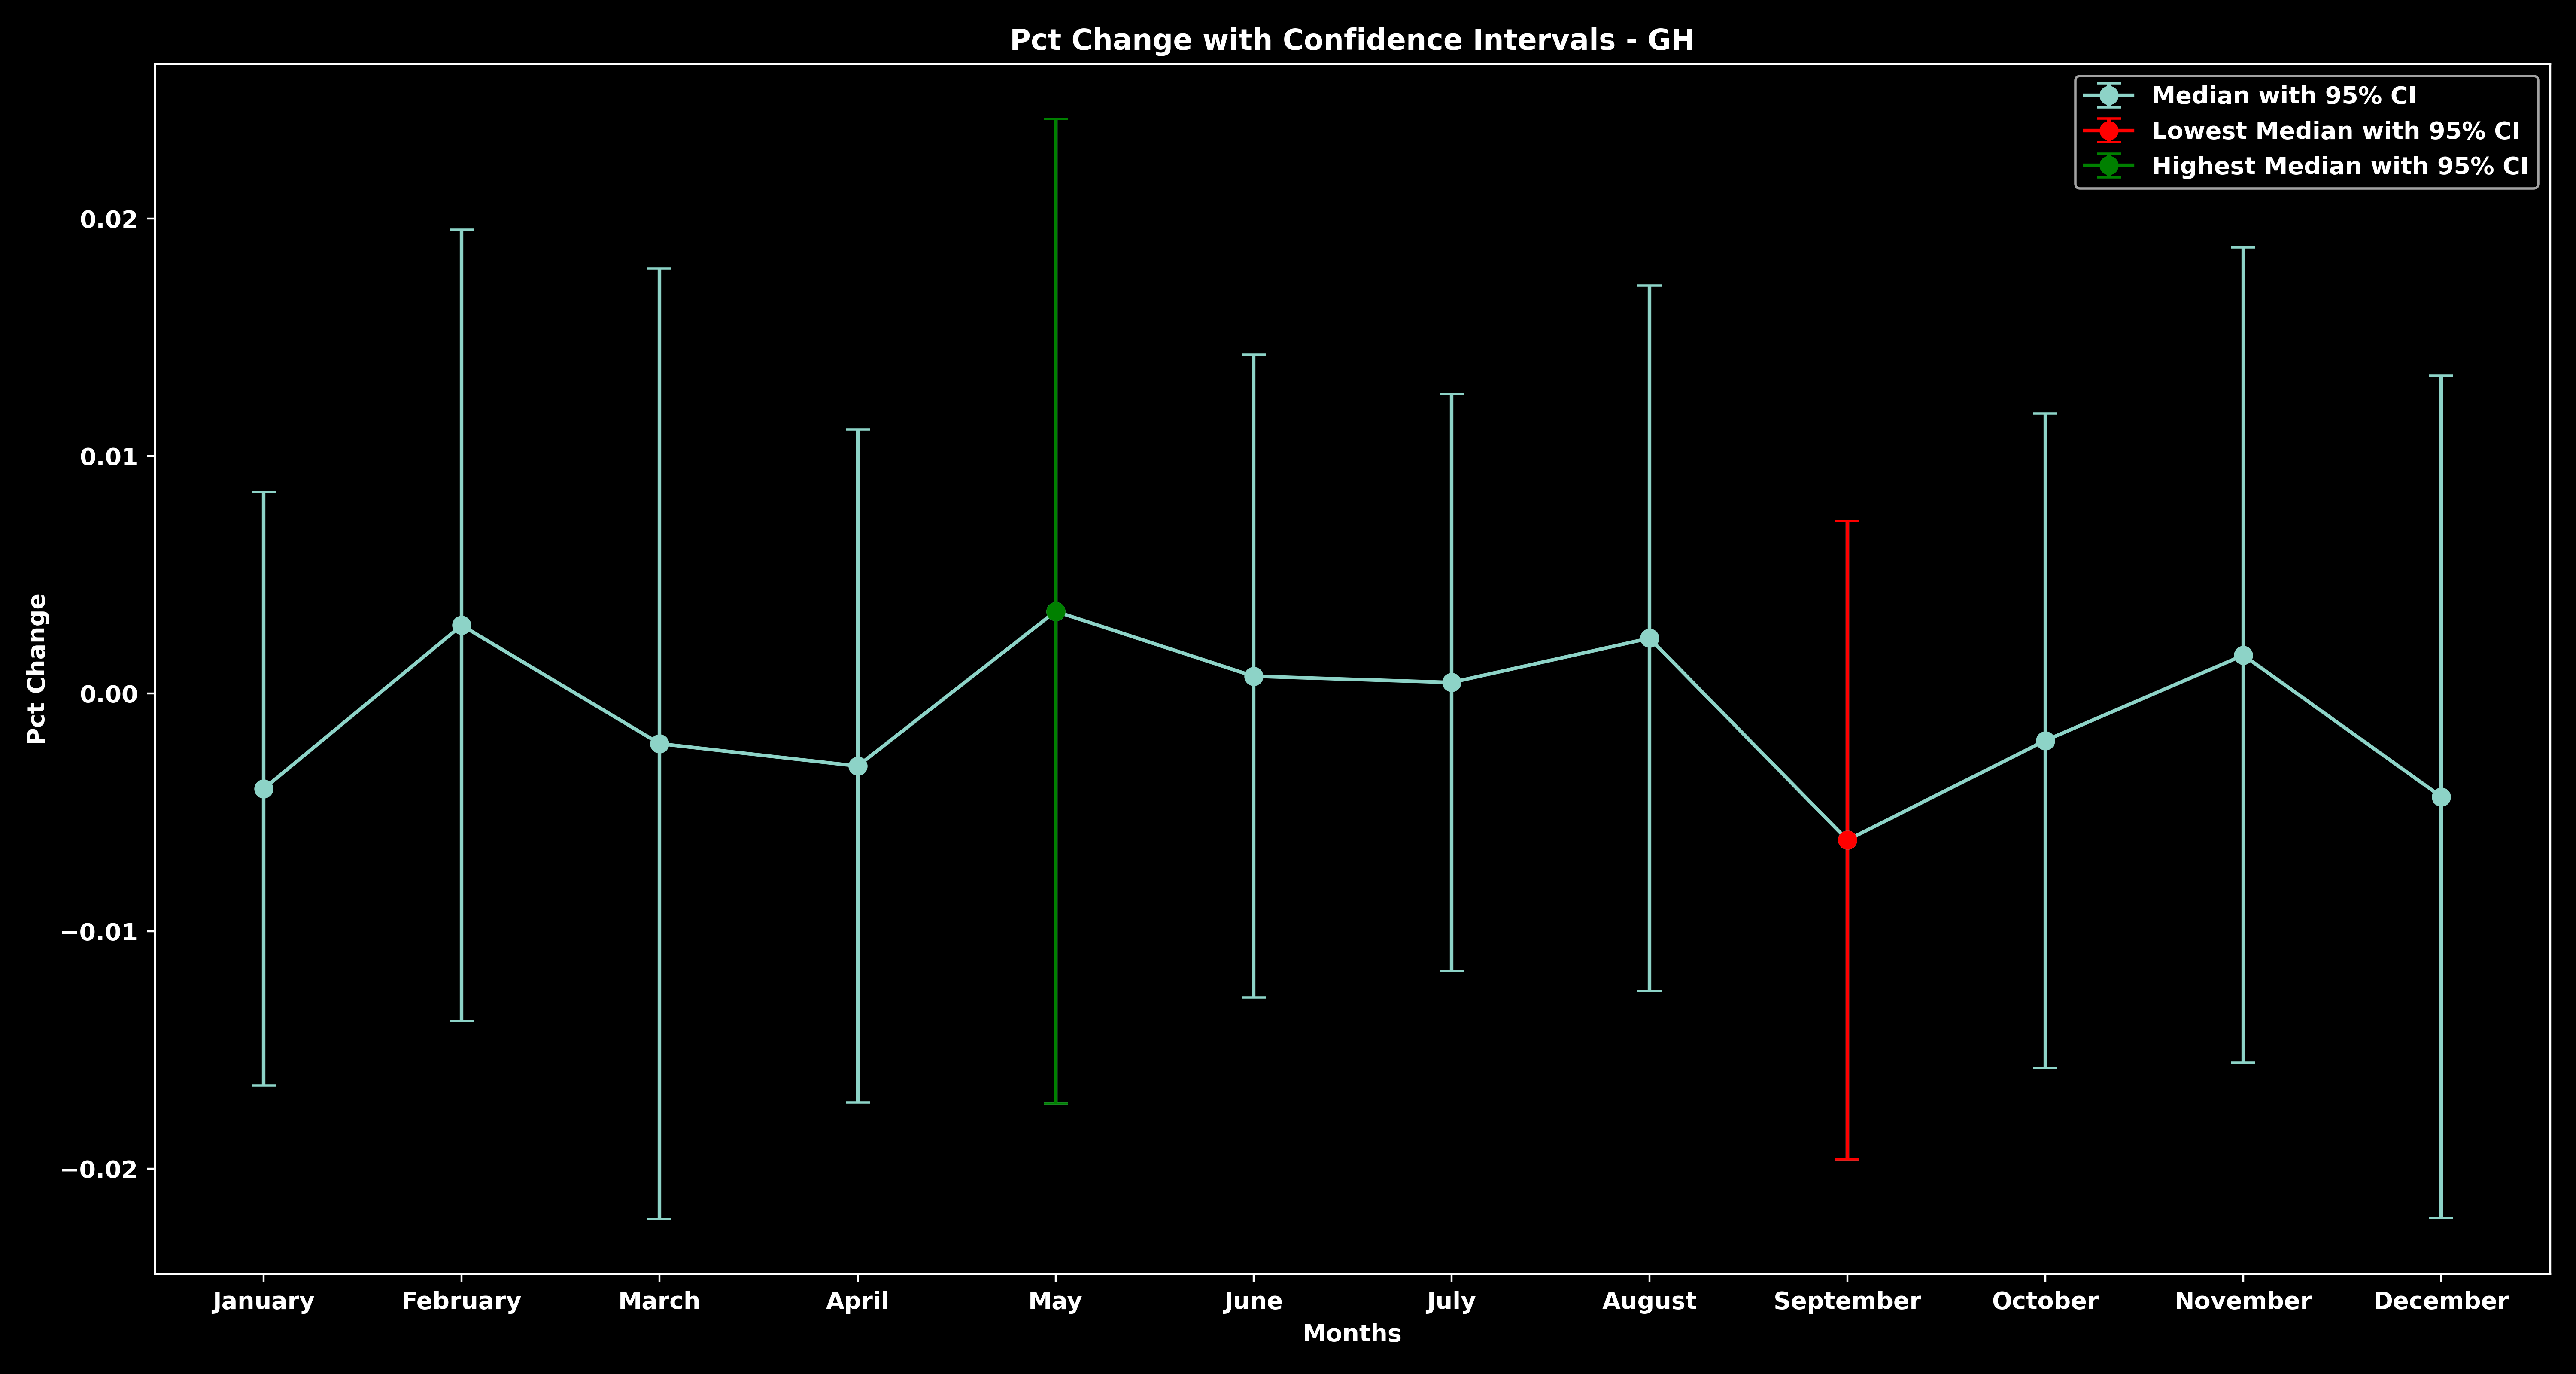 Pct Change with Confidence Intervals - GH
Median with 95% CI
Lowest Median with 95% CI
Highest Median with 95% CI
Pct Change
0.02
0.01
0.00
−0.01
−0.02
January February March April May June July August September October November December
Months